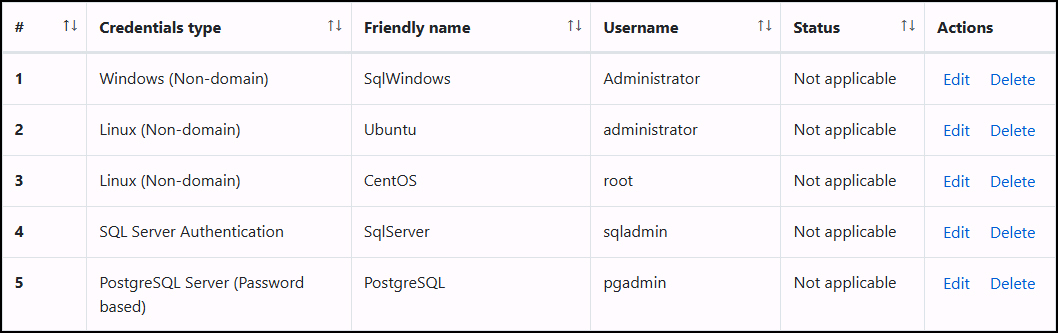 # ↑↓ Credentials type ↑↓ Friendly name ↑↓ Username ↑↓ Status ↑↓ Actions
1 Windows (Non-domain) SqlWindows Administrator Not applicable Edit Delete
2 Linux (Non-domain) Ubuntu administrator Not applicable Edit Delete
3 Linux (Non-domain) CentOS root Not applicable Edit Delete
4 SQL Server Authentication SqlServer sqladmin Not applicable Edit Delete
5 PostgreSQL Server (Password PostgreSQL pgadmin Not applicable Edit Delete
based)